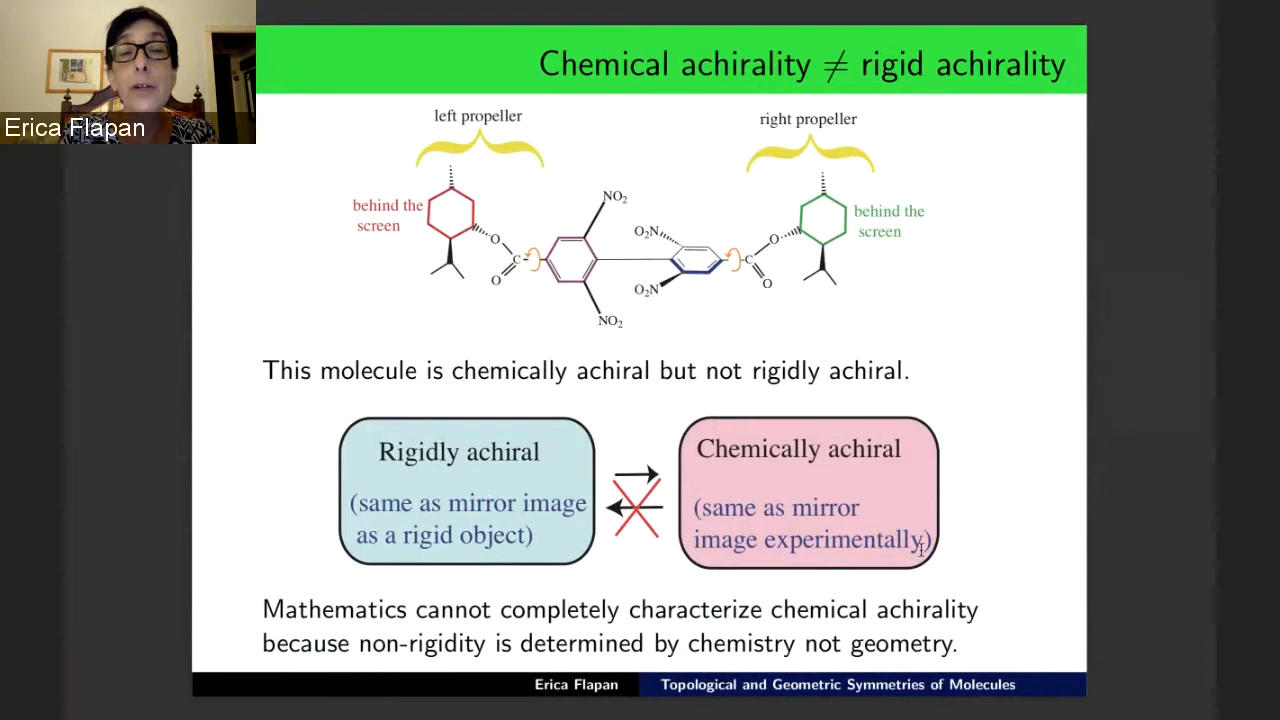 Erica Flapan
Chemical achirality ≠ rigid achirality
left propeller
right propeller
behind the
screen
behind the
screen
NO₂
O
C
O
NO₂
O₂N
O₂N
O
C
O
This molecule is chemically achiral but not rigidly achiral.
Rigidly achiral
(same as mirror image
as a rigid object)
Chemically achiral
(same as mirror
image experimentally)
Mathematics cannot completely characterize chemical achirality
because non-rigidity is determined by chemistry not geometry.
Erica Flapan
Topological and Geometric Symmetries of Molecules